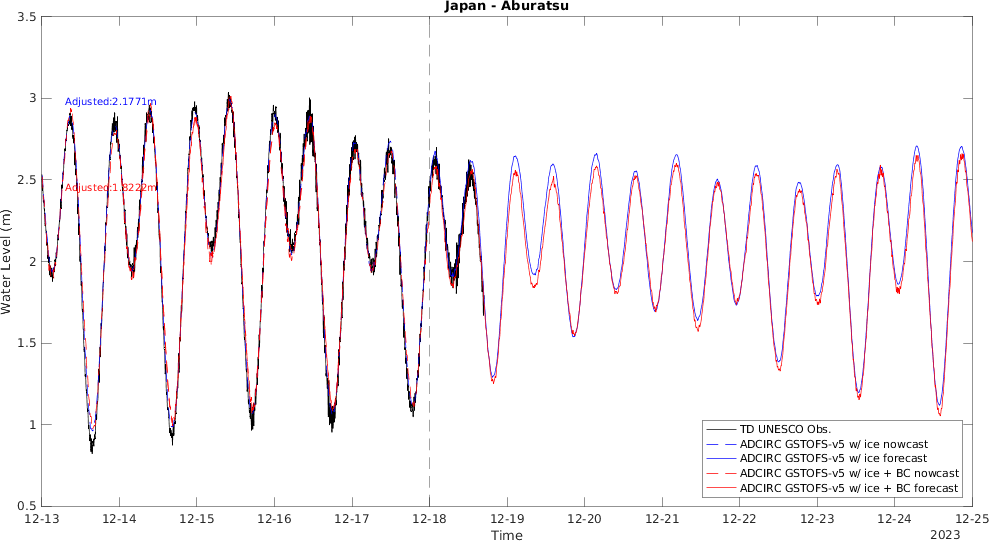 Japan - Aburatsu
Water Level (m)
3.5
3
2.5
2
1.5
1
0.5
Adjusted:2.1771m
Adjusted:1.8222m
TD UNESCO Obs.
ADCIRC GSTOFS-v5 w/ ice nowcast
ADCIRC GSTOFS-v5 w/ ice forecast
ADCIRC GSTOFS-v5 w/ ice + BC nowcast
ADCIRC GSTOFS-v5 w/ ice + BC forecast
12-13 12-14 12-15 12-16 12-17 12-18 12-19 12-20 12-21 12-22 12-23 12-24 12-25
Time
2023